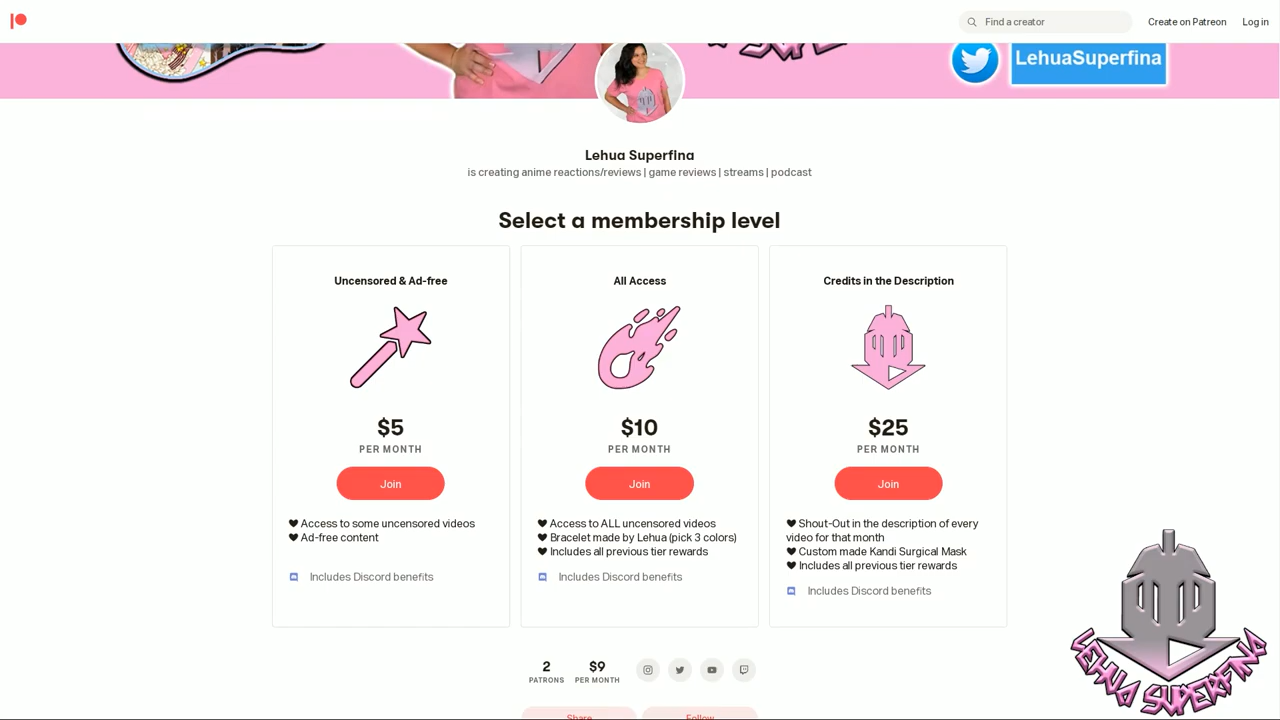 Find a creator
Create on Patreon
Log in
LehuaSuperfina
Lehua Superfina
is creating anime reactions/reviews | game reviews | streams | podcast
Select a membership level
Uncensored & Ad-free
$5
PER MONTH
Join
♥ Access to some uncensored videos
♥ Ad-free content
Includes Discord benefits
All Access
$10
PER MONTH
Join
♥ Access to ALL uncensored videos
♥ Bracelet made by Lehua (pick 3 colors)
♥ Includes all previous tier rewards
Includes Discord benefits
Credits in the Description
$25
PER MONTH
Join
♥ Shout-Out in the description of every
video for that month
♥ Custom made Kandi Surgical Mask
♥ Includes all previous tier rewards
Includes Discord benefits
2
PATRONS
$9
PER MONTH
Share
Follow
LEHUA SUPERFINA